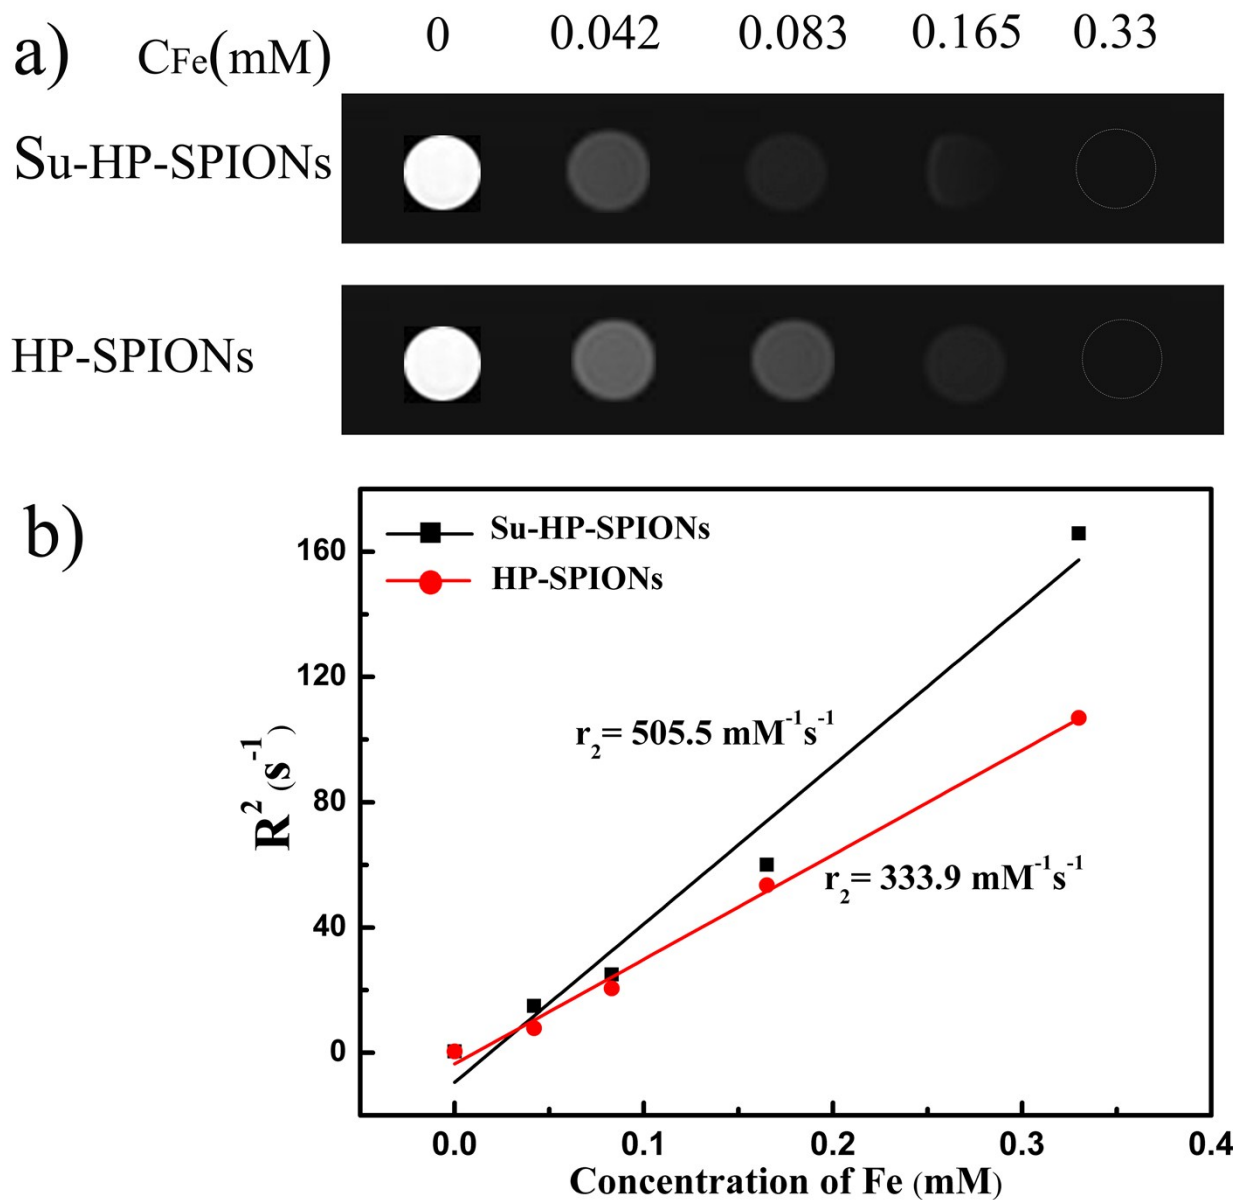 a) CFe(mM) 0 0.042 0.083 0.165 0.33
Su-HP-SPIONs
HP-SPIONs
b)
Su-HP-SPIONs
HP-SPIONs
160
120
80
40
0
R² (s⁻¹)
r₂= 505.5 mM⁻¹s⁻¹
r₂= 333.9 mM⁻¹s⁻¹
0.0 0.1 0.2 0.3 0.4
Concentration of Fe (mM)